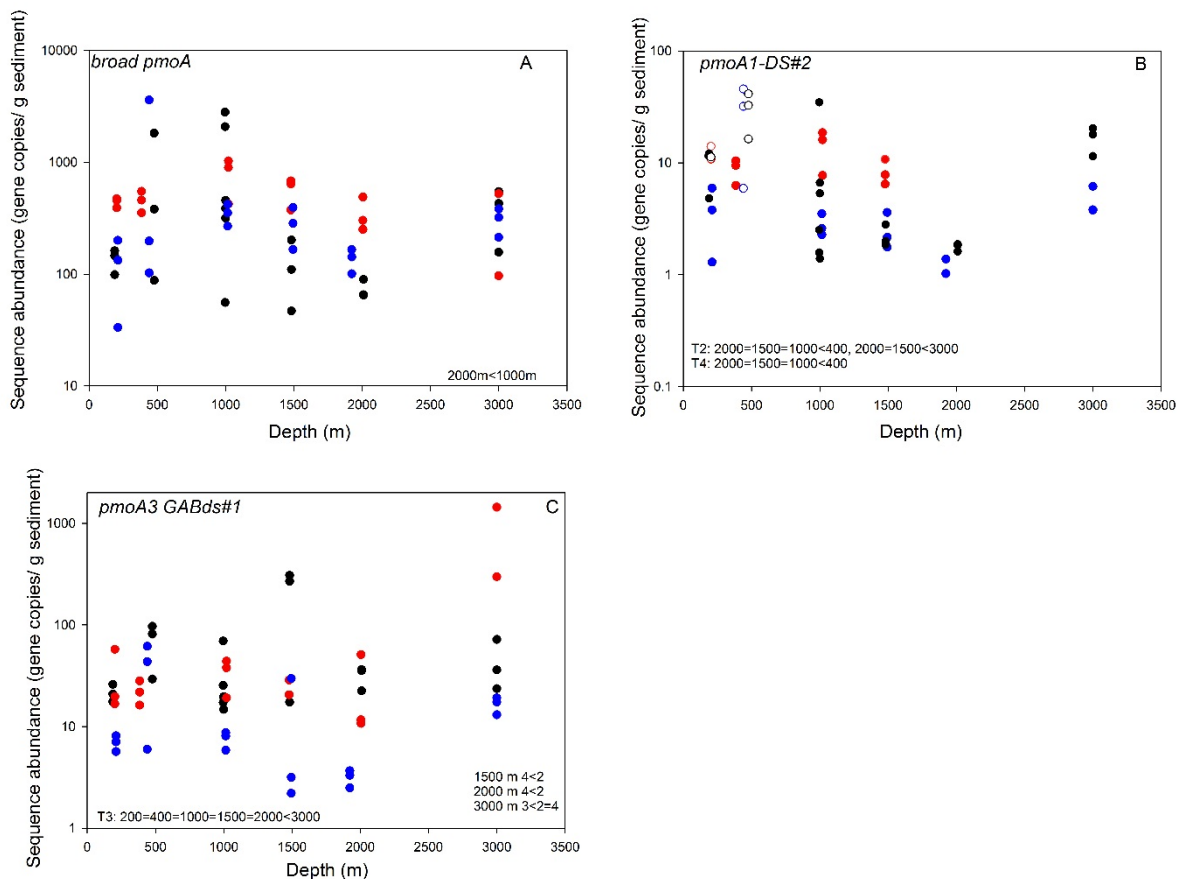 broad pmoA
A
Sequence abundance (gene copies/ g sediment)
10000
1000
100
10
2000m<1000m
0 500 1000 1500 2000 2500 3000 3500
Depth (m)
pmoA1-DS#2
B
Sequence abundance (gene copies/ g sediment)
100
10
1
0.1
T2: 2000=1500=1000<400, 2000=1500<3000
T4: 2000=1500=1000<400
0 500 1000 1500 2000 2500 3000 3500
Depth (m)
pmoA3 GABds#1
C
Sequence abundance (gene copies/ g sediment)
1000
100
10
1
1500 m 4<2
2000 m 4<2
3000 m 3<2=4
T3: 200=400=1000=1500=2000<3000
0 500 1000 1500 2000 2500 3000 3500
Depth (m)